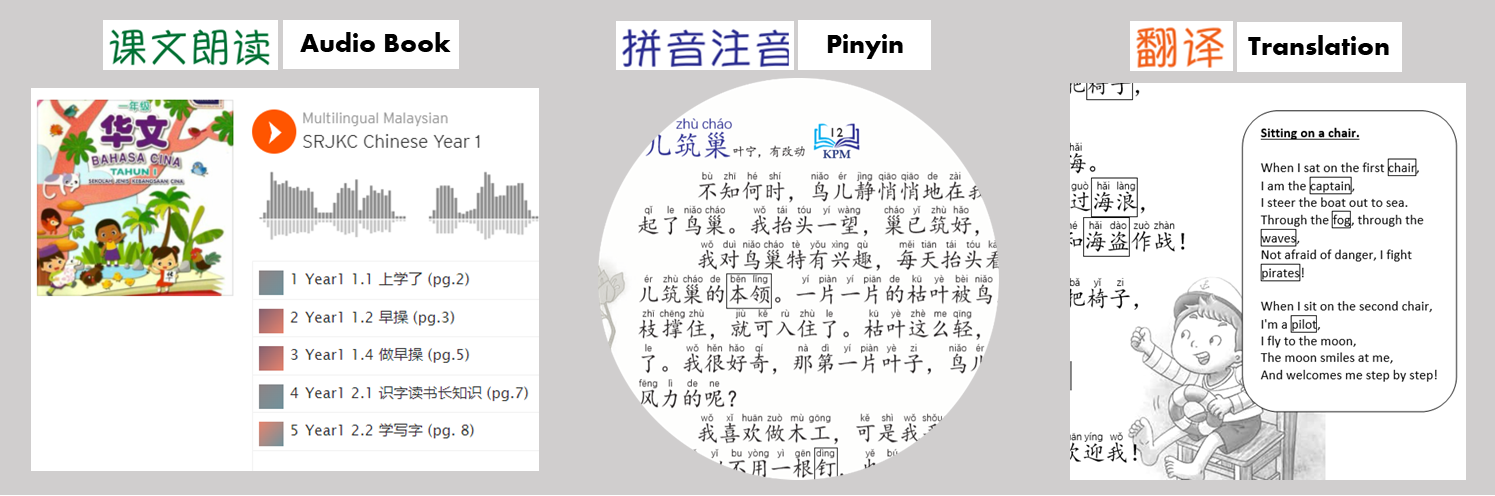 课文朗读 Audio Book
一年级
华文
BAHASA CINA
TAHUN 1
SEKOLAH JENIS KEBANGSAAN CINA
Multilingual Malaysian
SRJKC Chinese Year 1
1 Year1 1.1 上学了 (pg.2)
2 Year1 1.2 早操 (pg.3)
3 Year1 1.4 做早操 (pg.5)
4 Year1 2.1 识字读书长知识 (pg.7)
5 Year1 2.2 学写字 (pg. 8)
拼音注音 Pinyin
zhù cháo
儿筑巢 叶宁，有改动
12
KPM
bù zhī hé shí niǎo ér jìng qiāo qiāo de zài
不知何时，鸟儿静悄悄地在我
qǐ le niǎo cháo wǒ tái tóu yí wàng cháo yǐ zhù hǎo
起了鸟巢。我抬头一望，巢已筑好，
wǒ duì niǎo cháo tè yǒu xìng qù měi tiān tái tóu
我对鸟巢特有兴趣，每天抬头看
ér zhù cháo de běn lǐng yí piàn yí piàn de kū yè bèi niǎo
儿筑巢的本领。一片一片的枯叶被鸟
zhī chēng zhù jiù kě rù zhù le kū yè zhè me qīng
枝撑住，就可入住了。枯叶这么轻，
le wǒ hěn hào qí nà dì yí piàn yè zi niǎo ér
了。我很好奇，那第一片叶子，鸟儿
fēng lì de ne
风力的呢？
wǒ xǐ huān zuò mù gōng kě shì wǒ shǒu
我喜欢做木工，可是我
bu yòng yì gēn dīng yě bú
不用一根钉，也
翻译 Translation
把椅子，
hǎi
海。
guò hǎi làng
过海浪，
hǎi dào zuò zhàn
和海盗作战！
bǎ yǐ zi
把椅子，
yíng wǒ
欢迎我！
Sitting on a chair.
When I sat on the first chair,
I am the captain,
I steer the boat out to sea.
Through the fog, through the
waves,
Not afraid of danger, I fight
pirates!
When I sit on the second chair,
I'm a pilot,
I fly to the moon,
The moon smiles at me,
And welcomes me step by step!